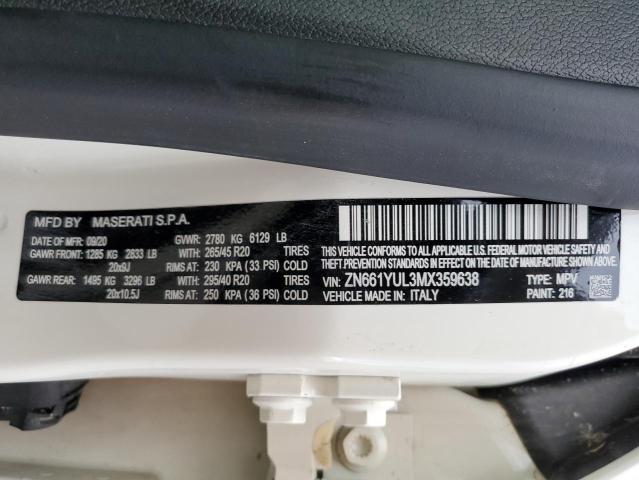 MFD BY MASERATI S.P.A.
DATE OF MFR: 09/20 GVWR: 2780 KG 6129 LB
GAWR FRONT: 1285 KG 2833 LB WITH: 265/45 R20 TIRES
20x9J RIMS AT: 230 KPA (33 PSI) COLD
GAWR REAR: 1495 KG 3296 LB WITH: 295/40 R20 TIRES
20x10.5J RIMS AT: 250 KPA (36 PSI) COLD
THIS VEHICLE CONFORMS TO ALL APPLICABLE U.S. FEDERAL MOTOR
VEHICLE SAFETY, BUMPER, AND THEFT PREVENTION STANDARDS
IN EFFECT ON THE DATE OF MANUFACTURE SHOWN ABOVE.
VIN: ZN661YUL3MX359638 TYPE: MPV
VEHICLE MADE IN: ITALY PAINT: 216